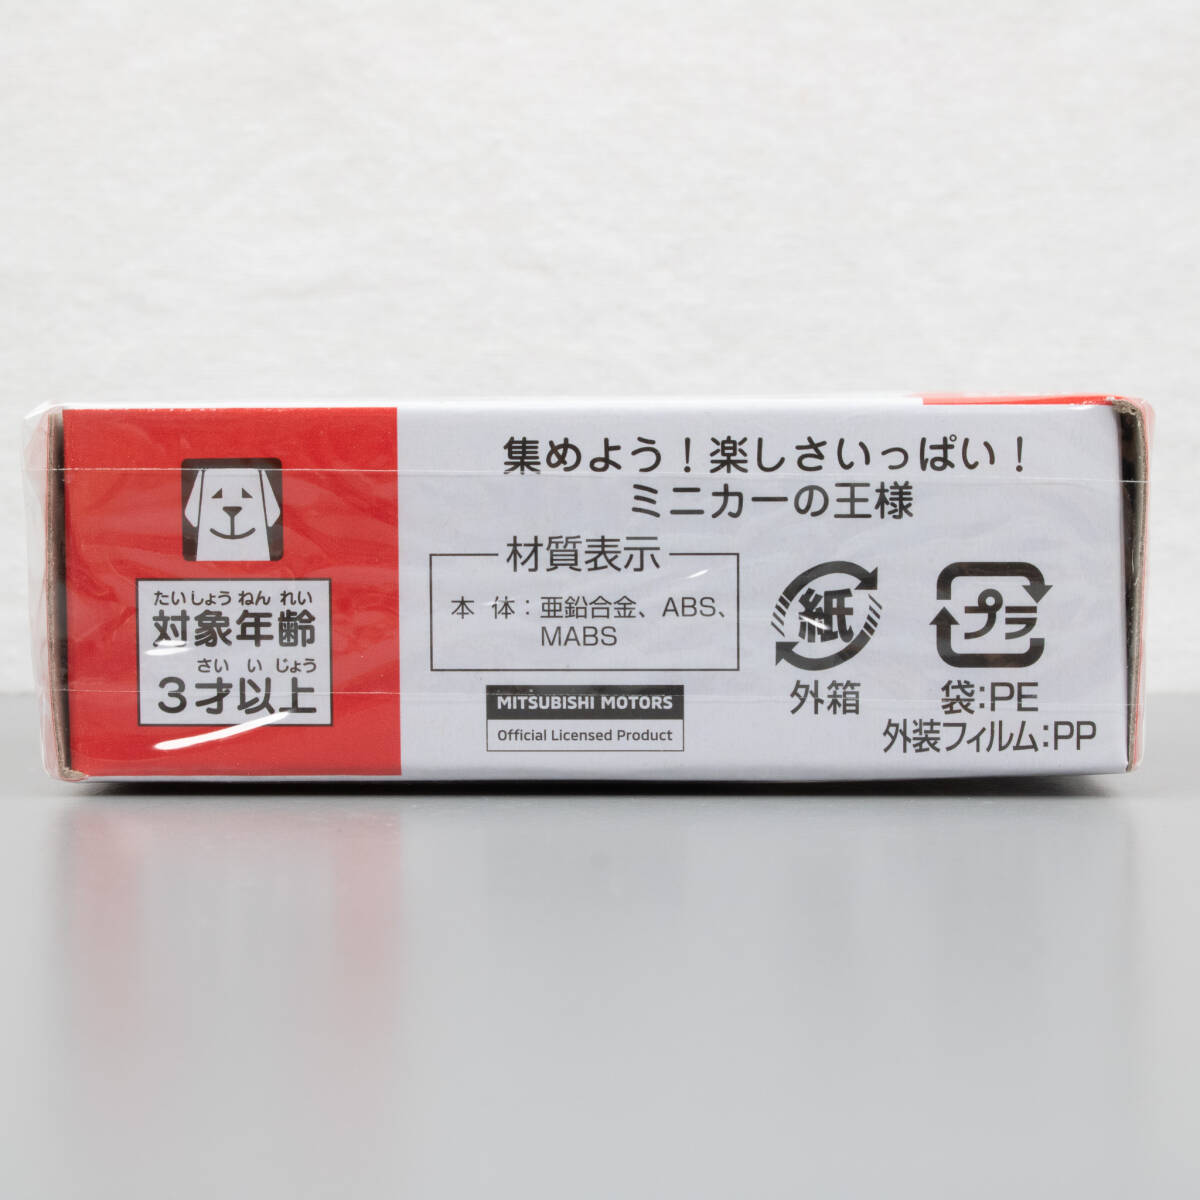 たいしょう ねん れい
対象年齢
さい い じょう
3才以上
集めよう！楽しさいっぱい！
ミニカーの王様
材質表示
本 体：亜鉛合金、ABS、
MABS
MITSUBISHI MOTORS
Official Licensed Product
紙
外箱
プラ
袋:PE
外装フィルム:PP